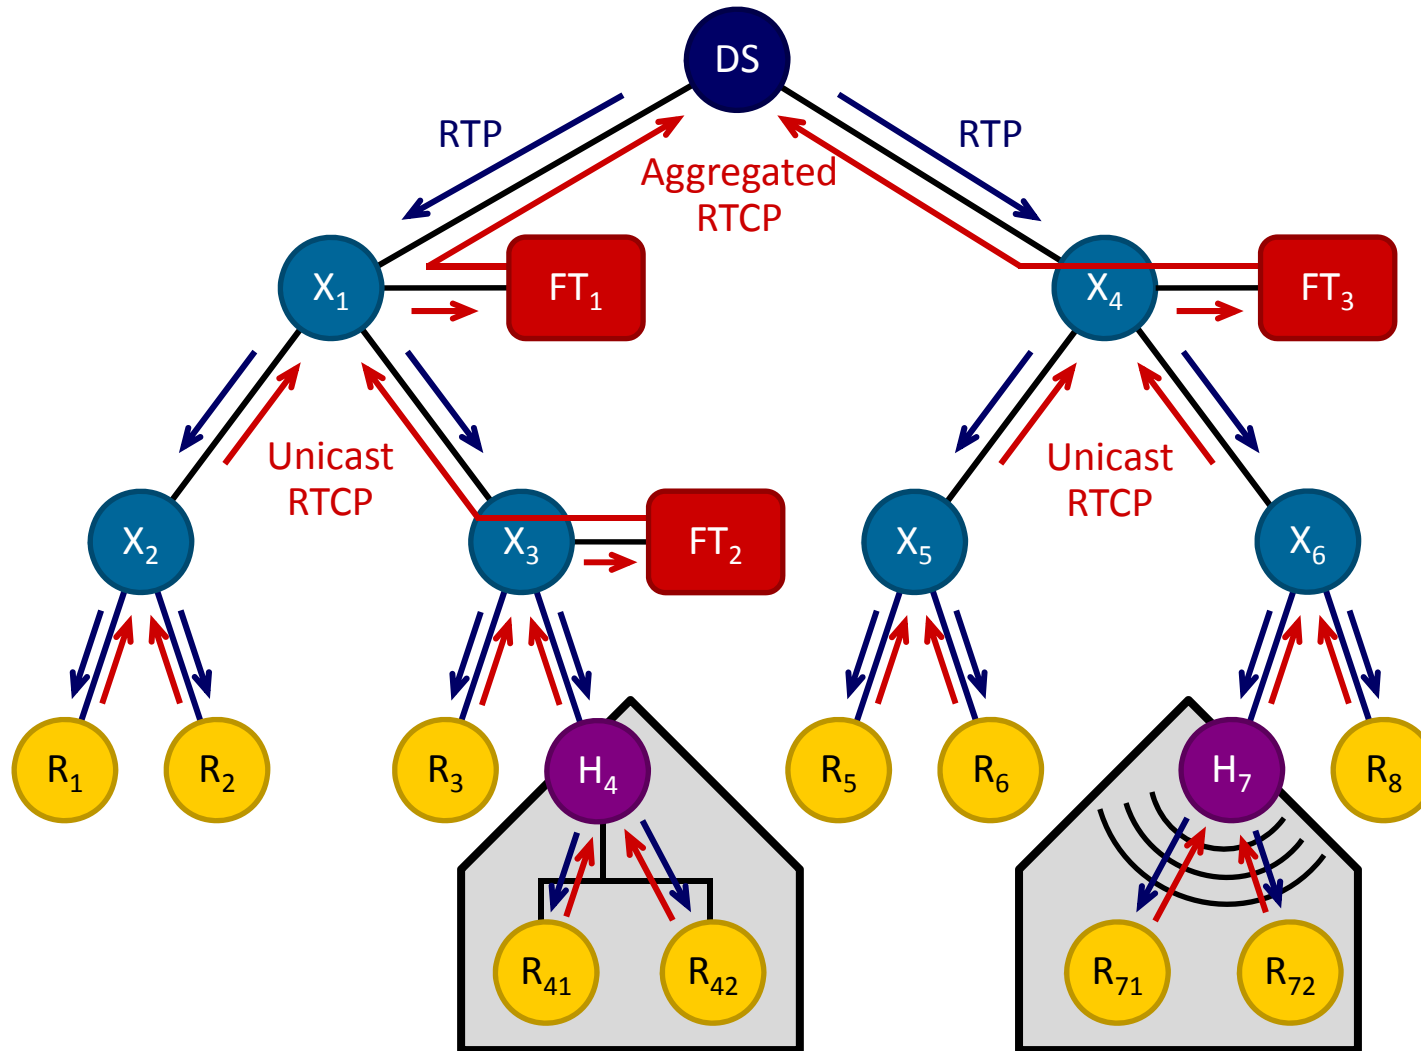 DS
RTP
RTP
Aggregated
RTCP
X₁
FT₁
X₄
FT₃
Unicast
RTCP
Unicast
RTCP
X₂
X₃
FT₂
X₅
X₆
R₁
R₂
R₃
H₄
R₅
R₆
H₇
R₈
R₄₁
R₄₂
R₇₁
R₇₂